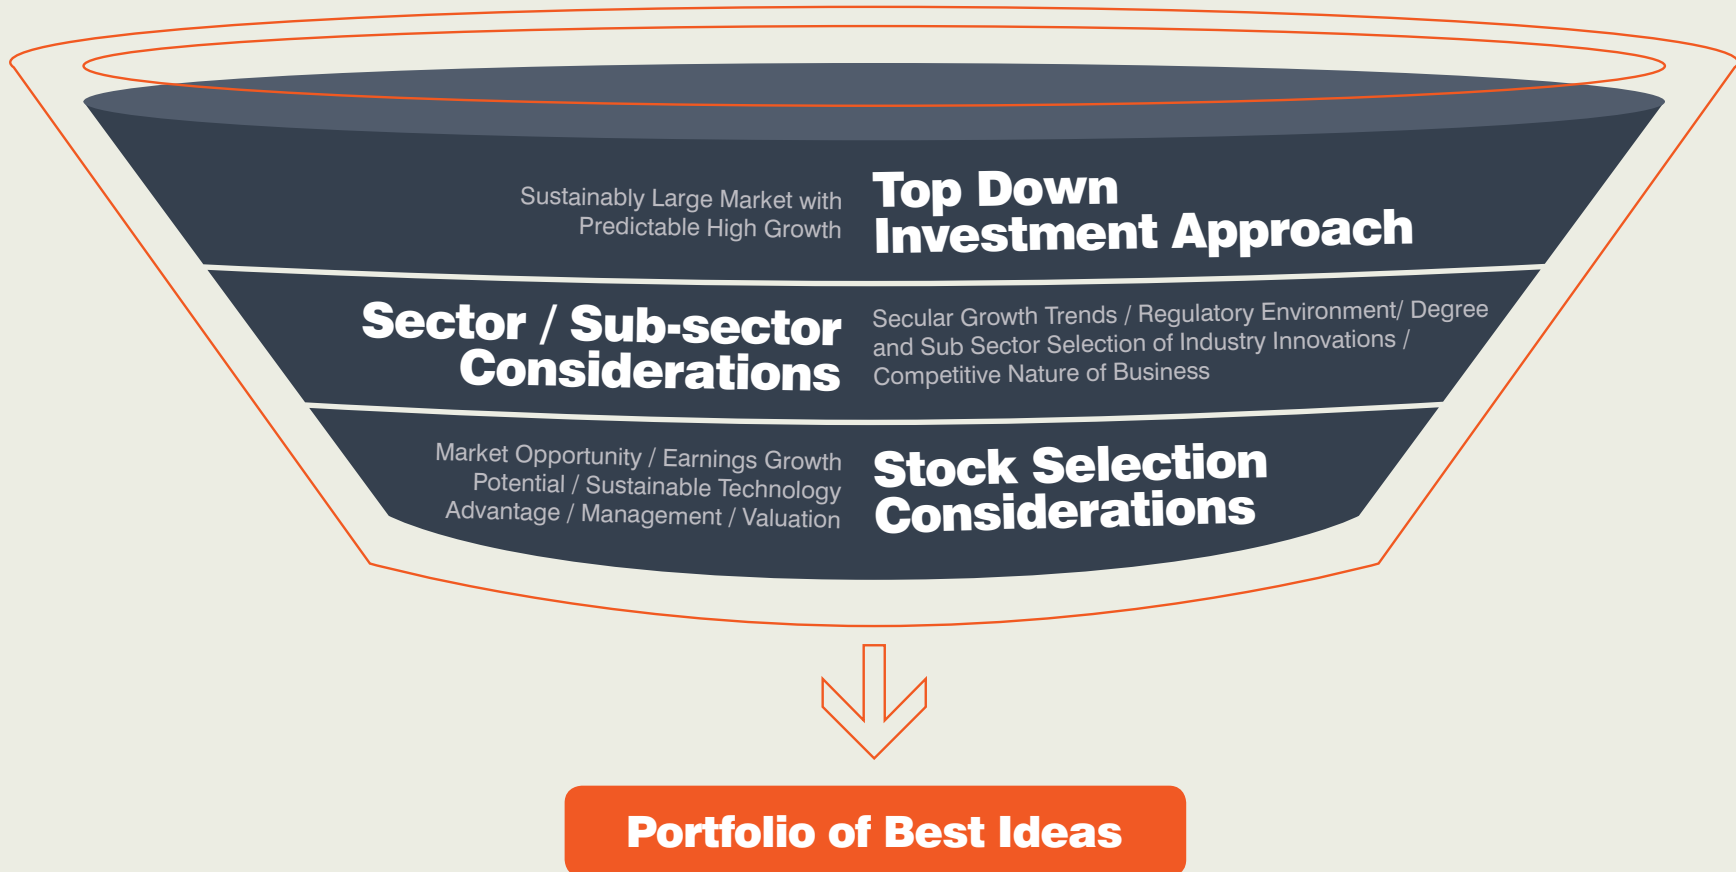 Sustainably Large Market with
Predictable High Growth
Top Down
Investment Approach
Sector / Sub-sector
Considerations
Secular Growth Trends / Regulatory Environment/ Degree
and Sub Sector Selection of Industry Innovations /
Competitive Nature of Business
Market Opportunity / Earnings Growth
Potential / Sustainable Technology
Advantage / Management / Valuation
Stock Selection
Considerations
Portfolio of Best Ideas